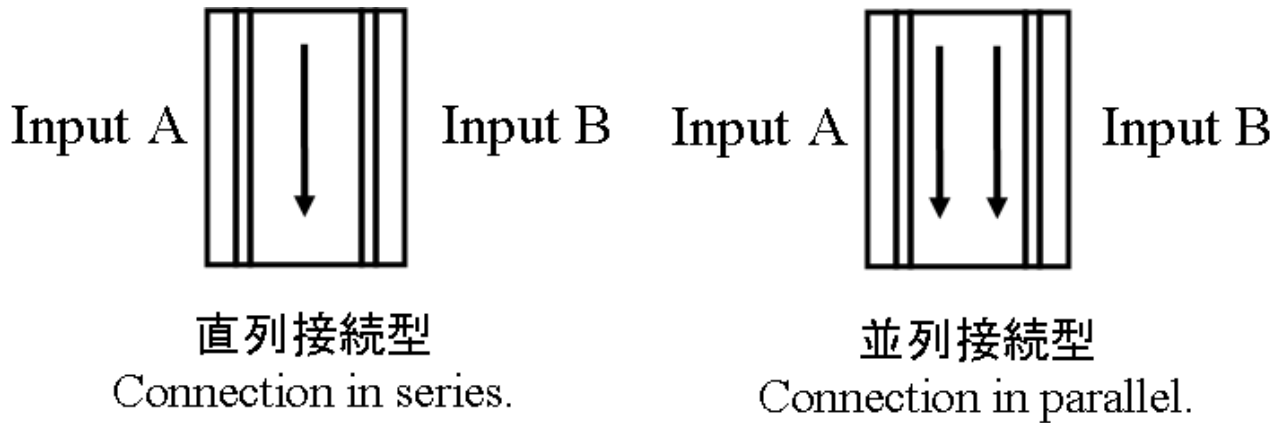 Input A
Input B
Input A
Input B
直列接続型
Connection in series.
並列接続型
Connection in parallel.